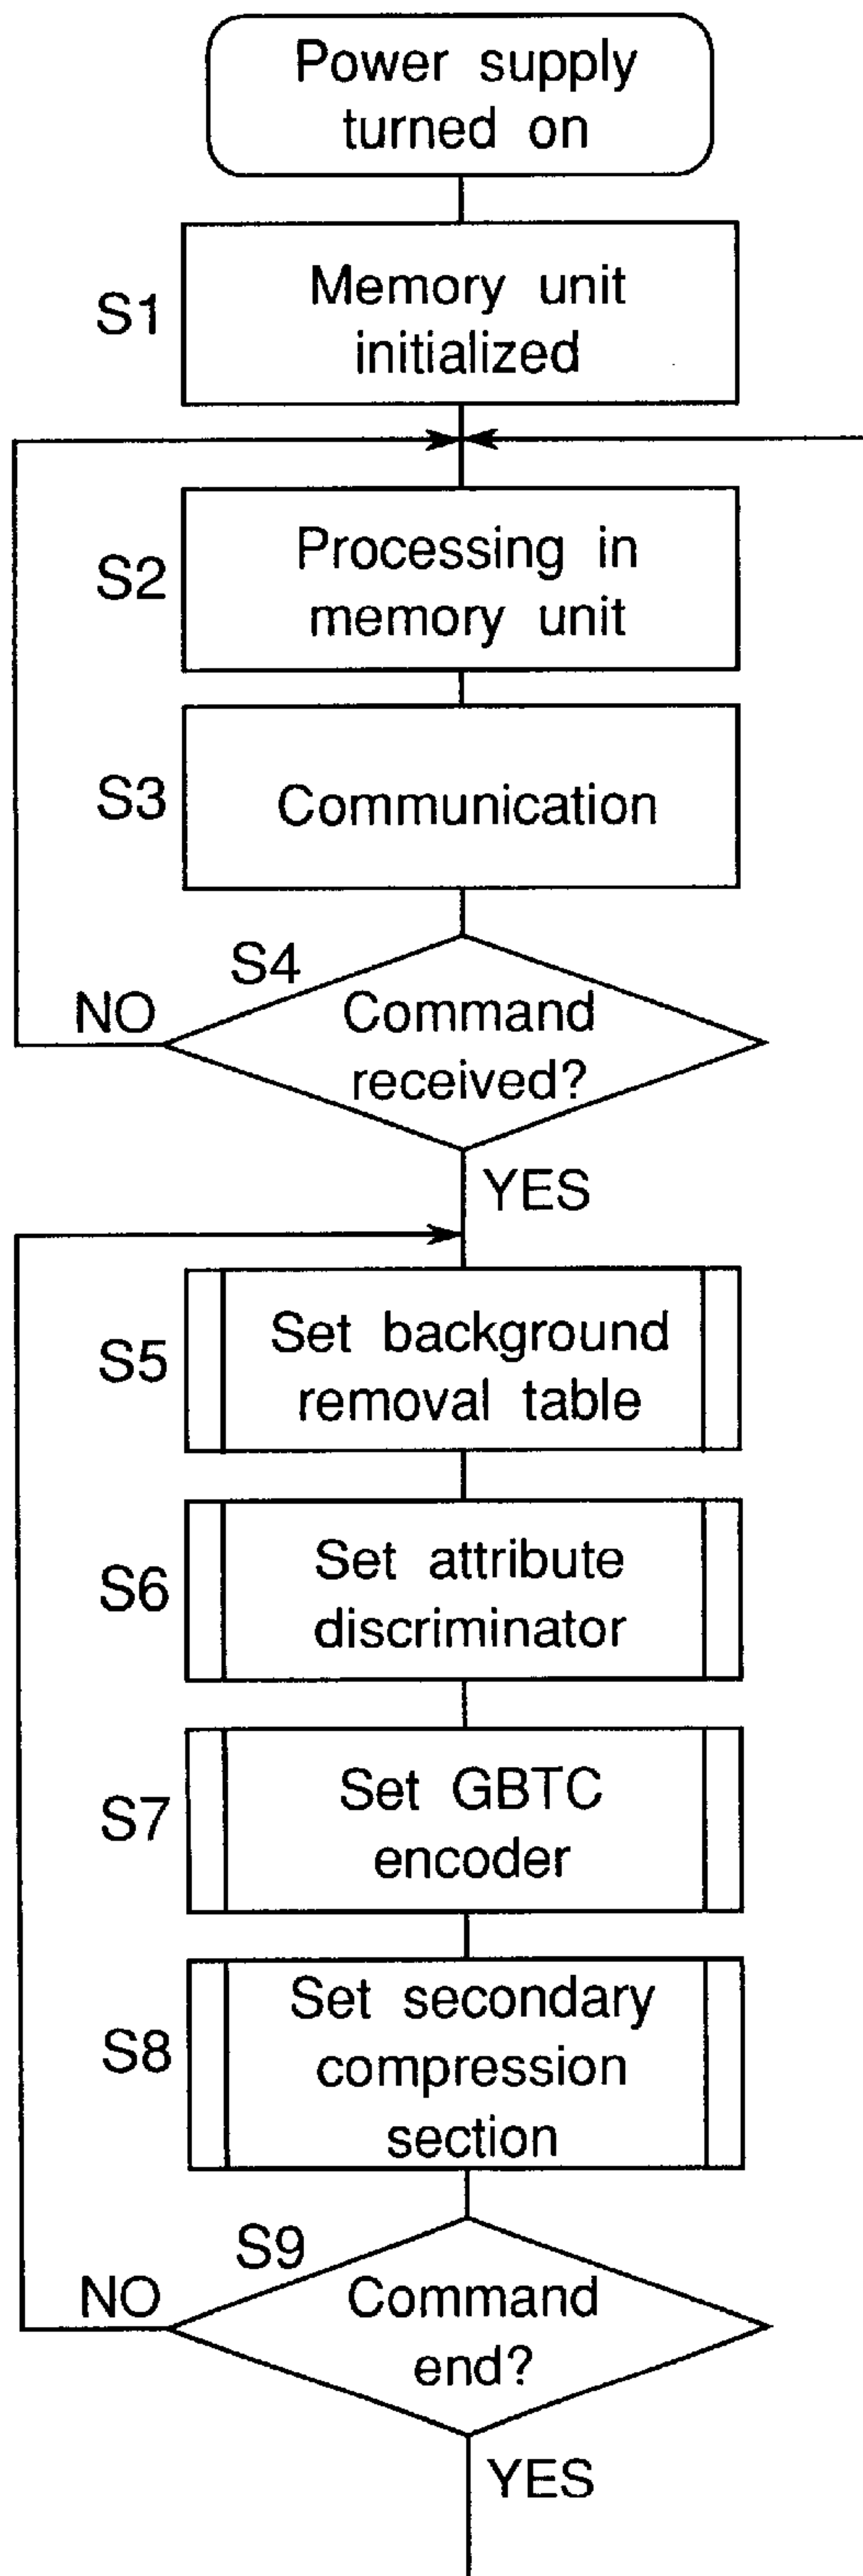 Power supply
turned on
S1
Memory unit
initialized
S2
Processing in
memory unit
S3
Communication
S4
NO
Command
received?
YES
S5
Set background
removal table
S6
Set attribute
discriminator
S7
Set GBTC
encoder
S8
Set secondary
compression
section
S9
NO
Command
end?
YES